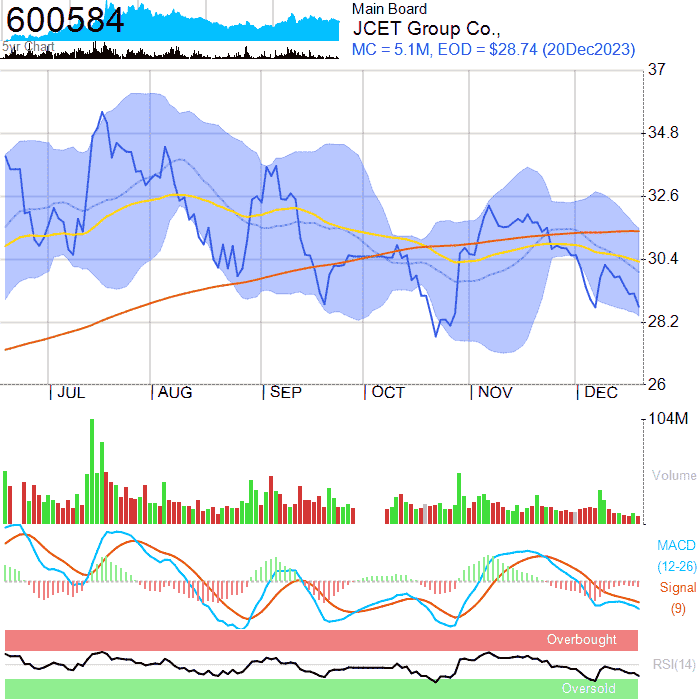 600584
5yr Chart
Main Board
JCET Group Co.,
MC = 5.1M, EOD = $28.74 (20Dec2023)
37
34.8
32.6
30.4
28.2
26
JUL AUG SEP OCT NOV DEC
104M
Volume
MACD
(12-26)
Signal
(9)
Overbought
RSI(14)
Oversold